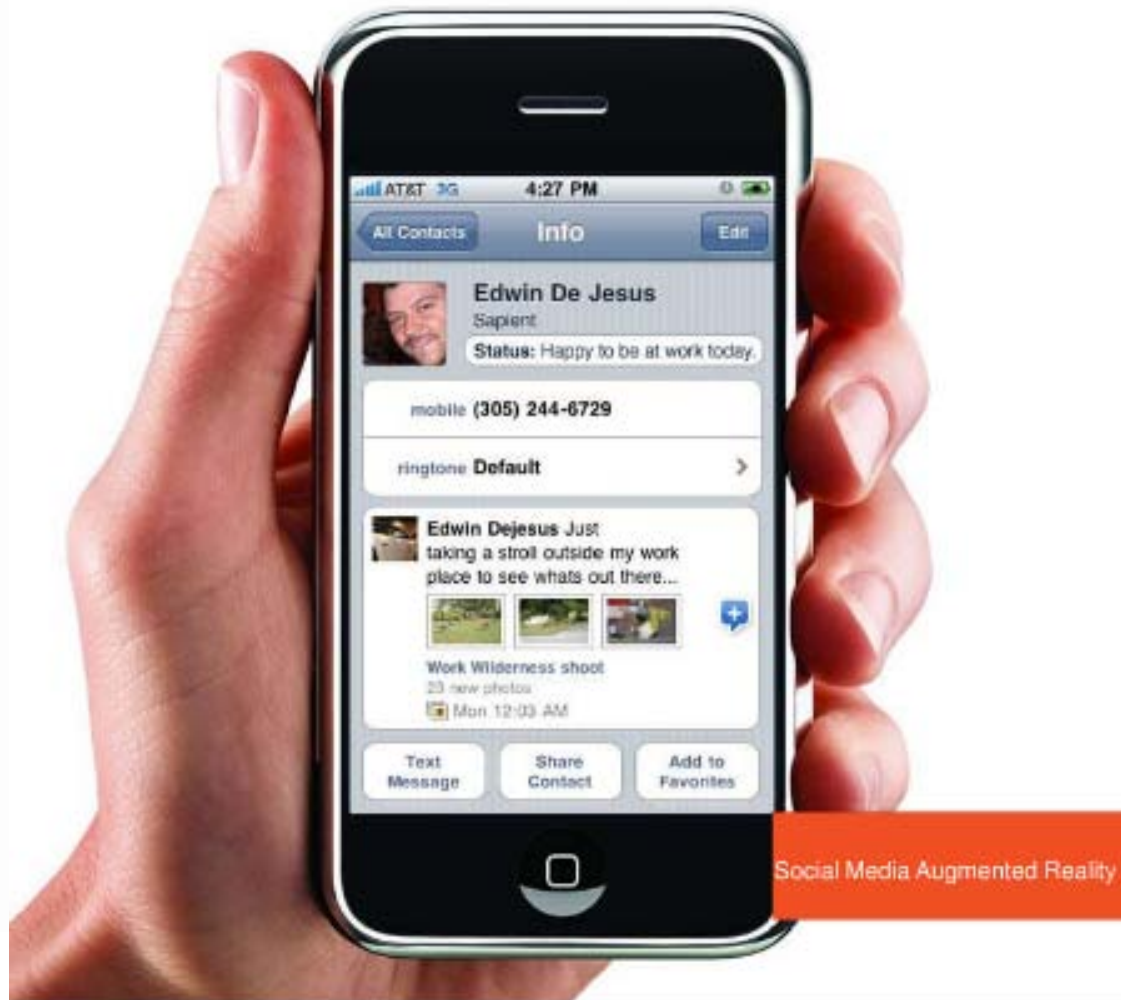 AT&T 3G 4:27 PM
All Contacts Info Edit
Edwin De Jesus
Sapient
Status: Happy to be at work today.
mobile (305) 244-6729
ringtone Default
Edwin Dejesus Just
taking a stroll outside my work
place to see whats out there...
Work Wilderness shoot
23 new photos
Mon 12:03 AM
Text Message
Share Contact
Add to Favorites
Social Media Augmented Reality